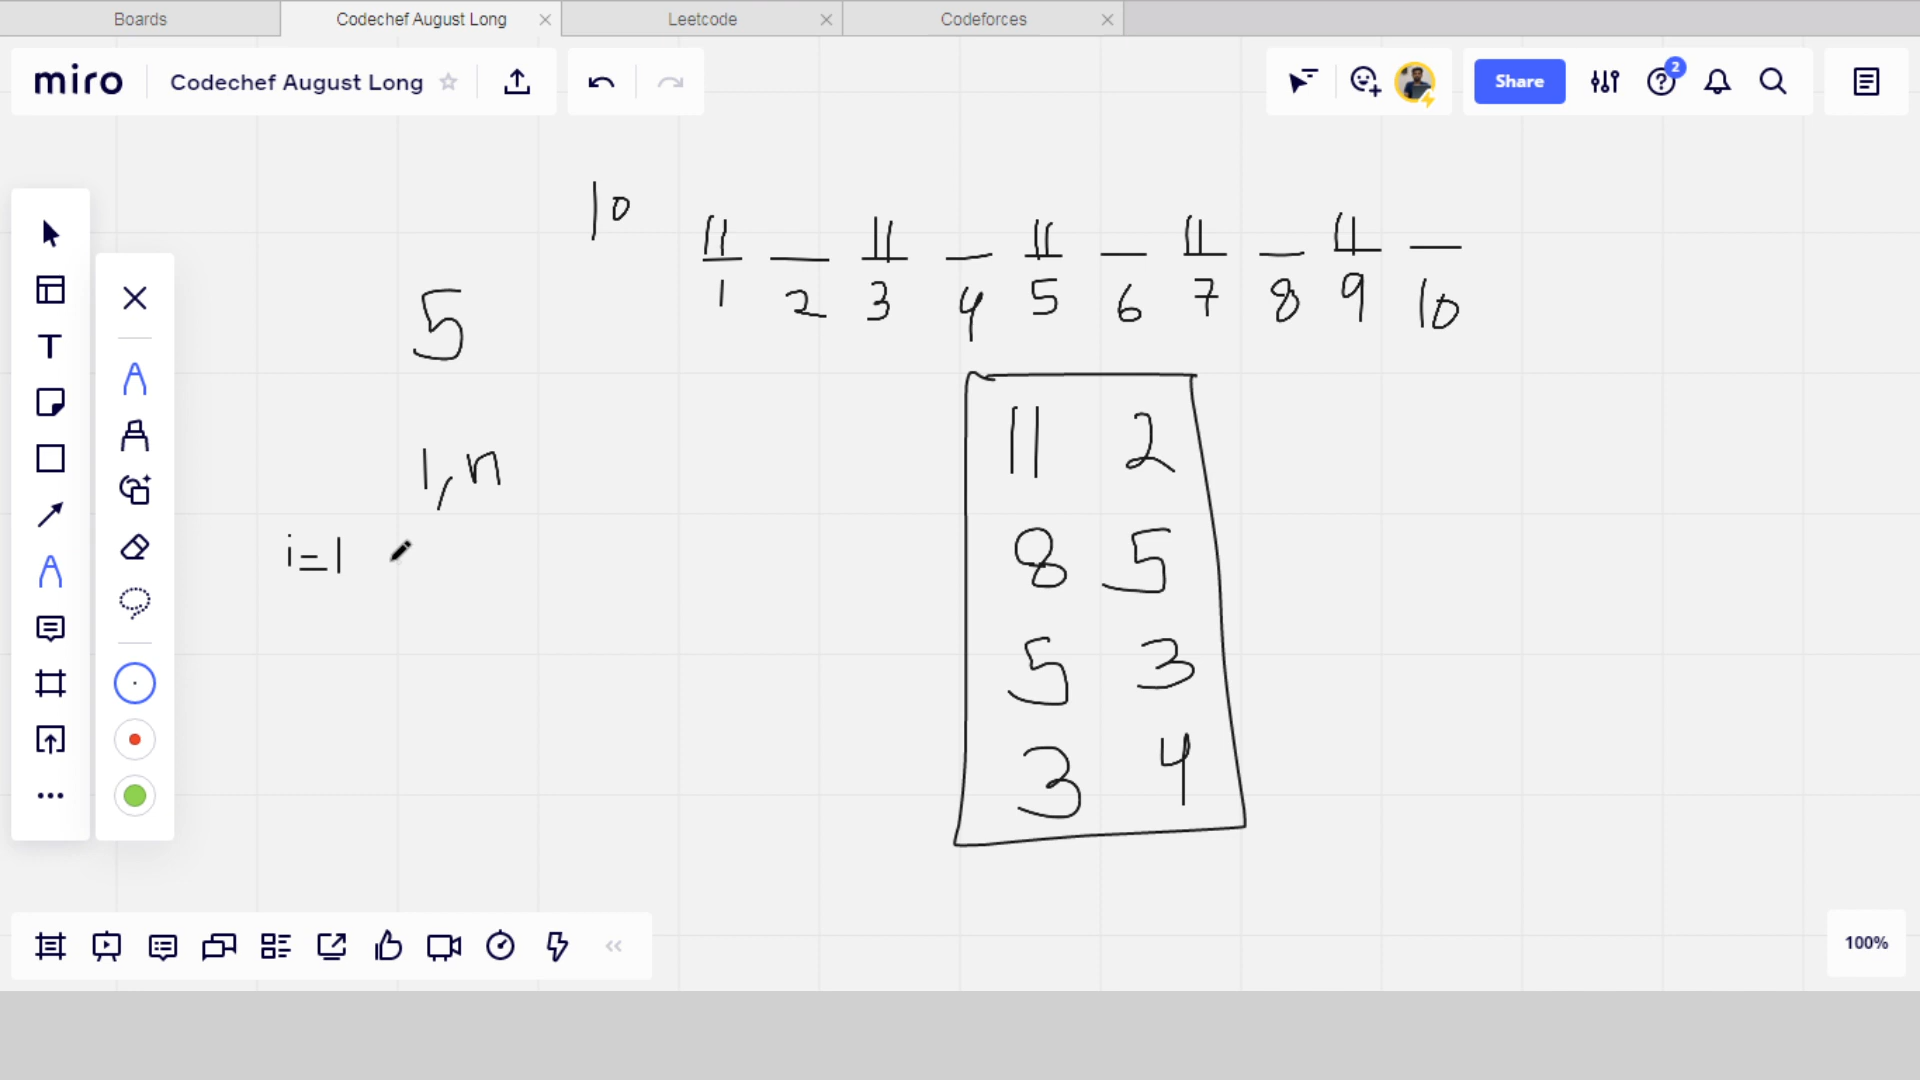 Boards Codechef August Long Leetcode Codeforces
miro Codechef August Long Share 2
10 11 11 11 11 11
1 2 3 4 5 6 7 8 9 10
5
11 2
1, n
i=1
8 5
5 3
3 4
100%